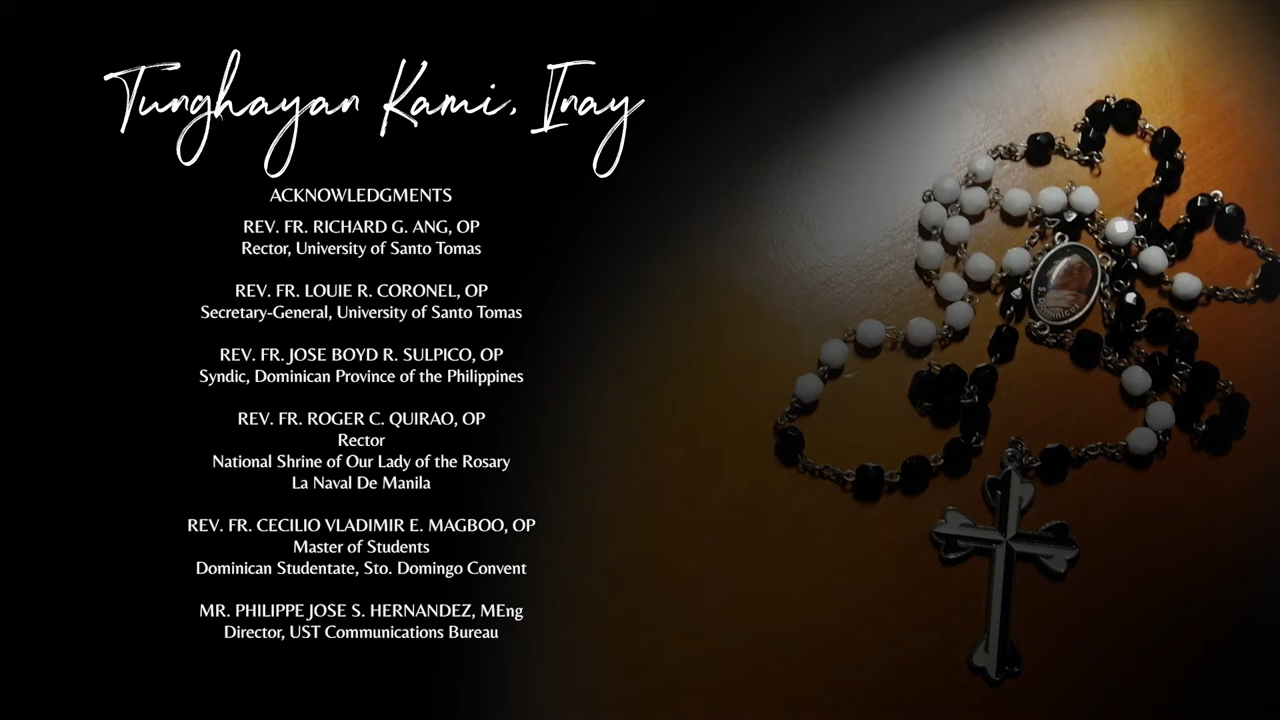 Tunghayan Kami, Inay
ACKNOWLEDGMENTS
REV. FR. RICHARD G. ANG, OP
Rector, University of Santo Tomas
REV. FR. LOUIE R. CORONEL, OP
Secretary-General, University of Santo Tomas
REV. FR. JOSE BOYD R. SULPICO, OP
Syndic, Dominican Province of the Philippines
REV. FR. ROGER C. QUIRAO, OP
Rector
National Shrine of Our Lady of the Rosary
La Naval De Manila
REV. FR. CECILIO VLADIMIR E. MAGBOO, OP
Master of Students
Dominican Studentate, Sto. Domingo Convent
MR. PHILIPPE JOSE S. HERNANDEZ, MEng
Director, UST Communications Bureau